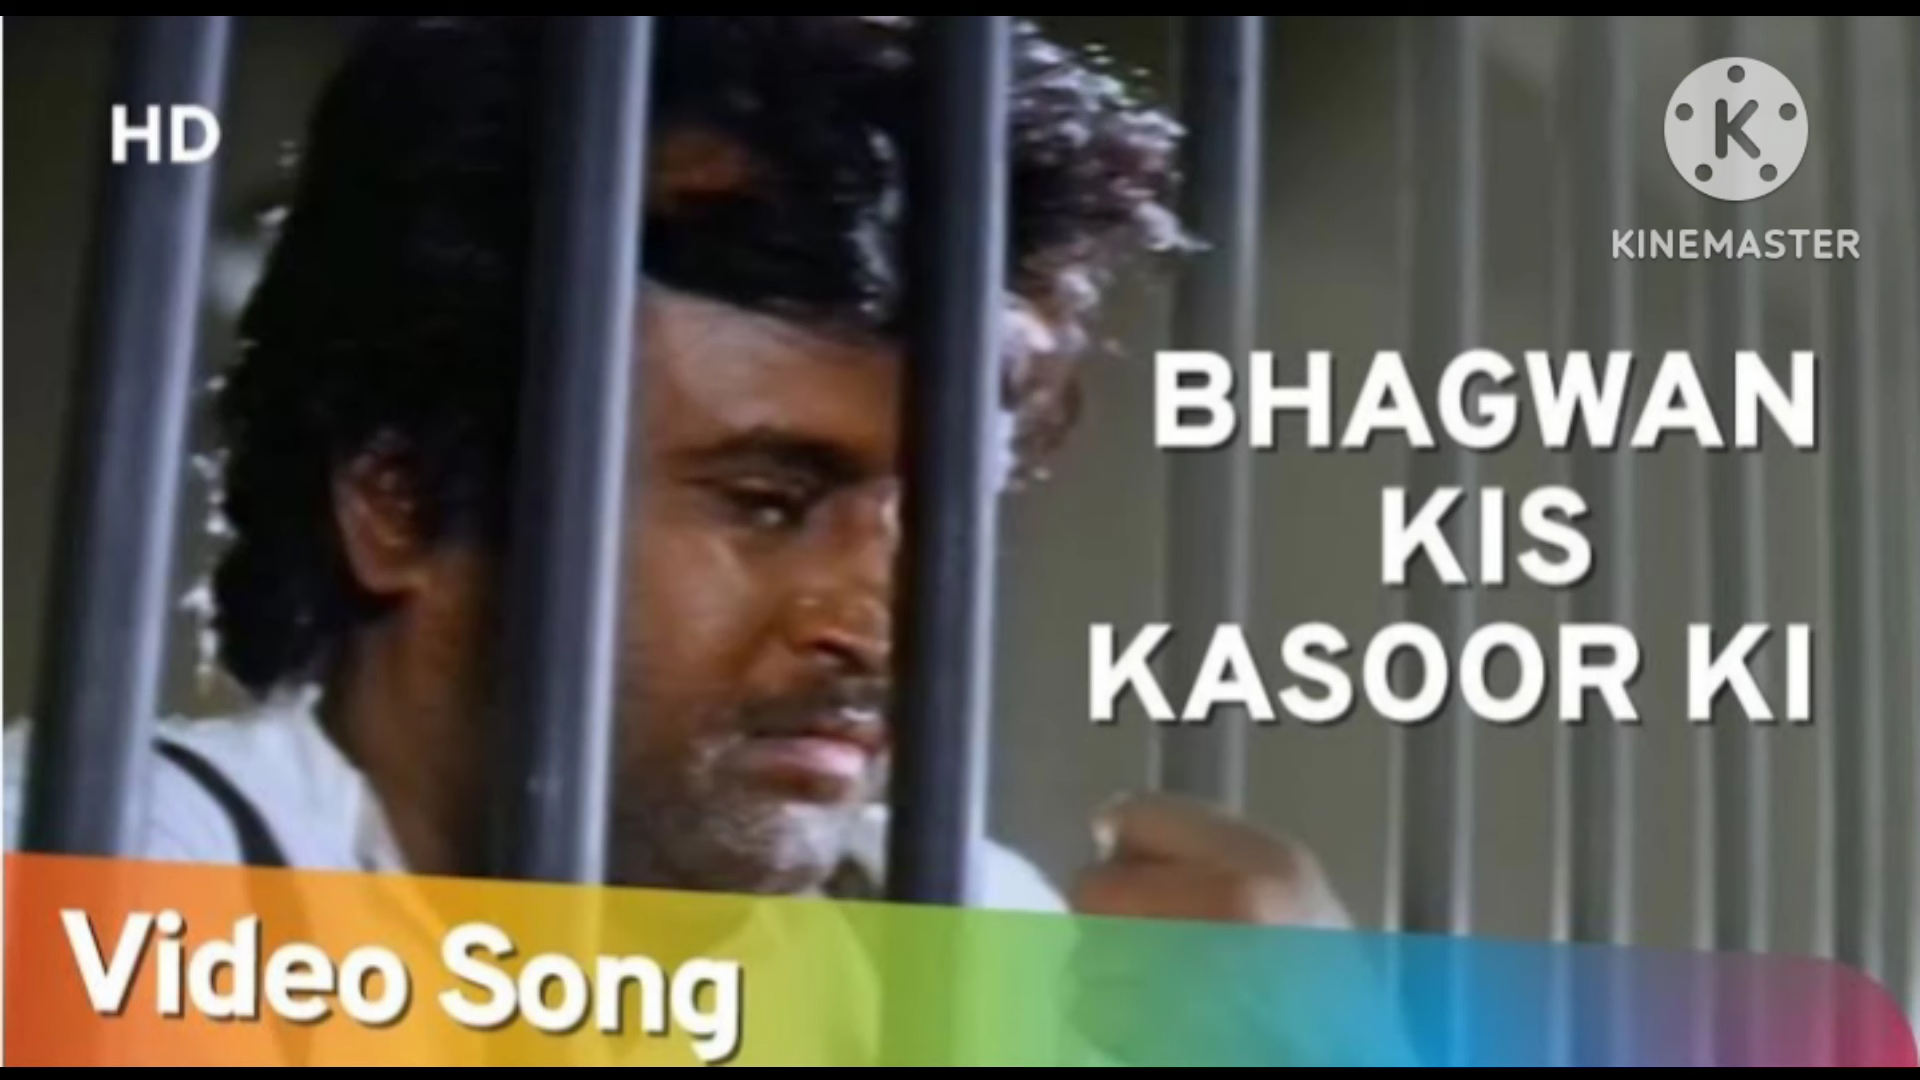 HD
K
KINEMASTER
BHAGWAN
KIS
KASOOR KI
Video Song